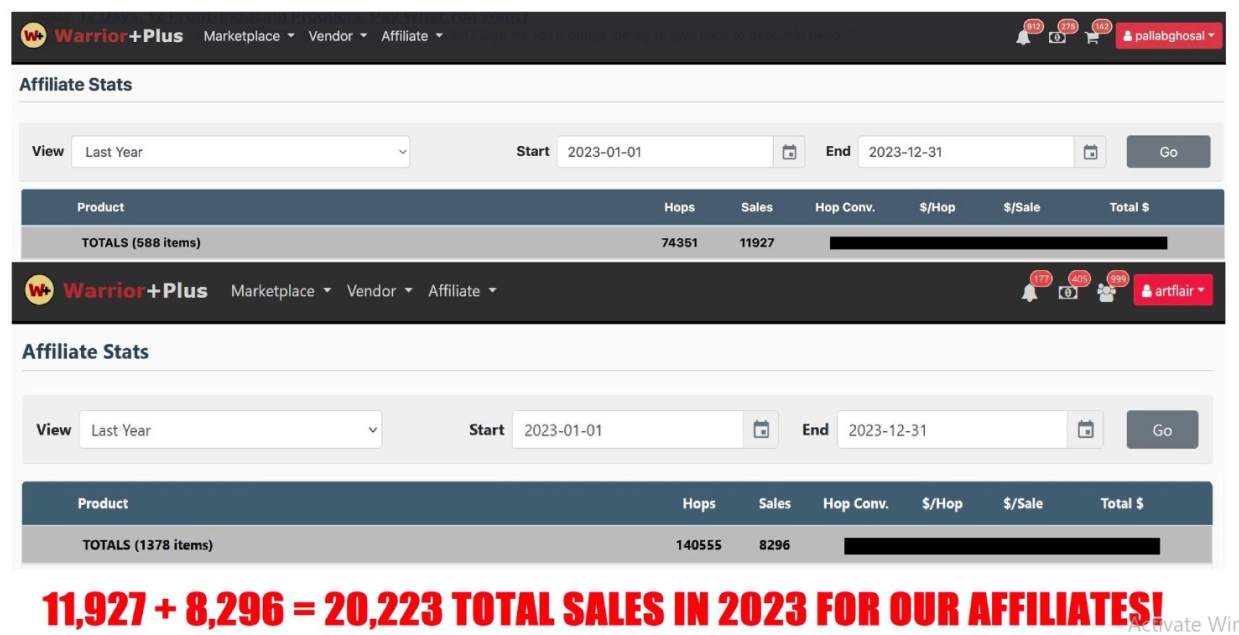 W+ Warrior+Plus Marketplace Vendor Affiliate 912 275 142 pallabghosal
Affiliate Stats
View Last Year Start 2023-01-01 End 2023-12-31 Go
Product Hops Sales Hop Conv. $/Hop $/Sale Total $
TOTALS (588 items) 74351 11927
W+ Warrior+Plus Marketplace Vendor Affiliate 177 405 999 artflair
Affiliate Stats
View Last Year Start 2023-01-01 End 2023-12-31 Go
Product Hops Sales Hop Conv. $/Hop $/Sale Total $
TOTALS (1378 items) 140555 8296
11,927 + 8,296 = 20,223 TOTAL SALES IN 2023 FOR OUR AFFILIATES!
Activate Win